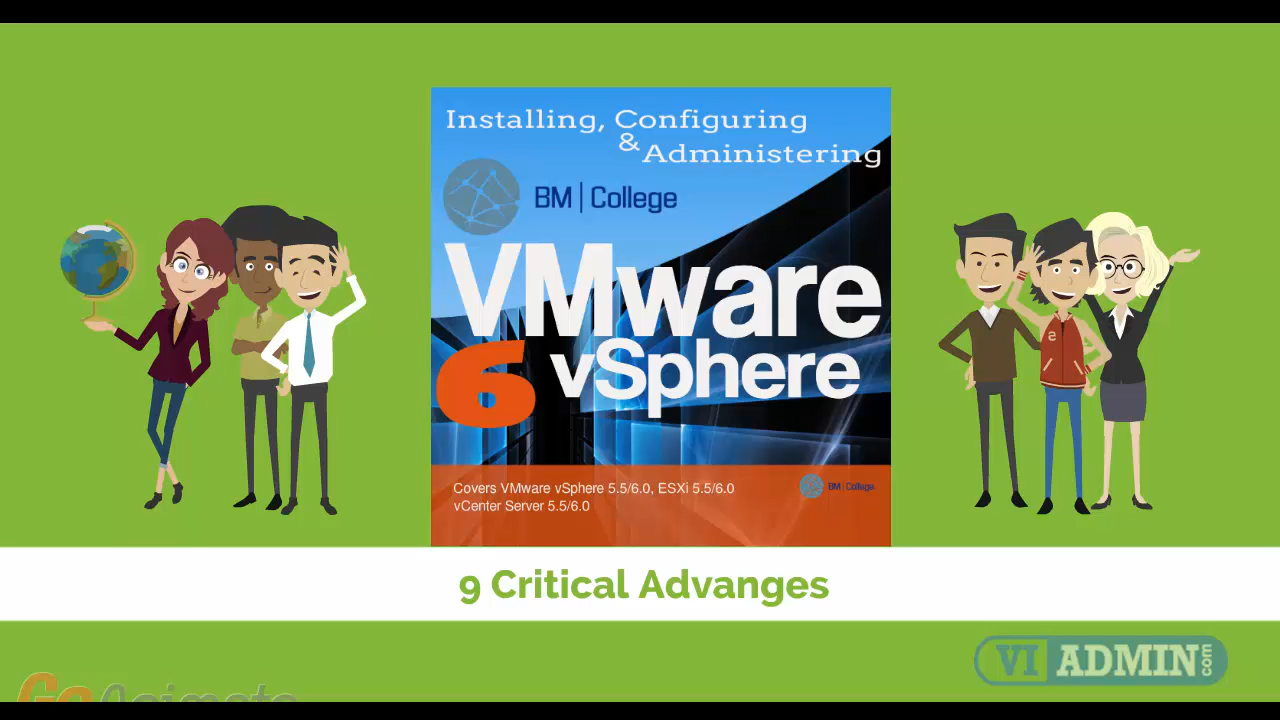 Installing, Configuring
&
Administering
BM | College
VMware
6 vSphere
Covers VMware vSphere 5.5/6.0, ESXi 5.5/6.0
vCenter Server 5.5/6.0
BM | College
9 Critical Advanges
VI ADMIN.com
GoAnimate